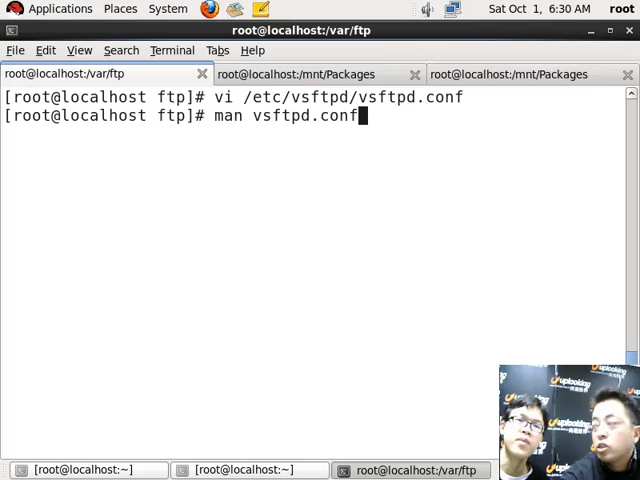 Applications Places System Sat Oct 1, 6:30 AM root
root@localhost:/var/ftp
File Edit View Search Terminal Tabs Help
root@localhost:/var/ftp root@localhost:/mnt/Packages root@localhost:/mnt/Packages
[root@localhost ftp]# vi /etc/vsftpd/vsftpd.conf
[root@localhost ftp]# man vsftpd.conf
uplooking
uplooking
[root@localhost:~] [root@localhost:~] root@localhost:/var/ftp